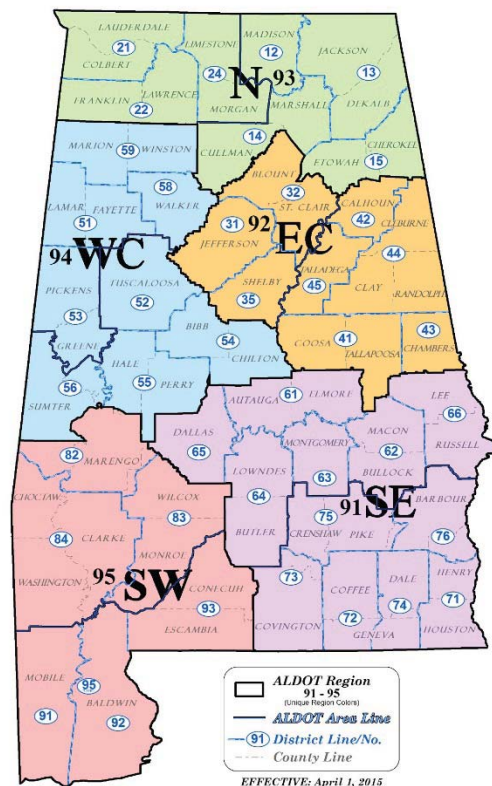 LAUDERDALE
LIMESTONE
MADISON
21
12
JACKSON
COLBERT
24
N 93
13
FRANKLIN
LAWRENCE
22
MORGAN
MARSHALL
DEKALB
14
CULLMAN
CHEROKEE
ETOWAH
15
MARION
59
WINSTON
BLOUNT
58
WALKER
32
ST. CLAIR
CALHOUN
42
CLEBURNE
LAMAR
FAYETTE
51
31
JEFFERSON
92 EC
44
94 WC
TALLADEGA
45
CLAY
RANDOLPH
PICKENS
TUSCALOOSA
52
SHELBY
35
53
BIBB
54
CHILTON
COOSA
41
TALLAPOOSA
43
CHAMBERS
GREENE
HALE
56
SUMTER
55
PERRY
AUTAUGA
61
ELMORE
LEE
66
RUSSELL
DALLAS
65
MONTGOMERY
MACON
62
BULLOCK
82
MARENGO
LOWNDES
63
CHOCTAW
WILCOX
83
64
91 SE
BARBOUR
84
CLARKE
BUTLER
75
CRENSHAW
PIKE
76
WASHINGTON
MONROE
95 SW
CONECUH
93
ESCAMBIA
73
COVINGTON
COFFEE
72
GENEVA
DALE
74
HENRY
71
HOUSTON
MOBILE
91
95
BALDWIN
92
ALDOT Region
91 - 95
(Unique Region Colors)
ALDOT Area Line
91 District Line/No.
County Line
EFFECTIVE: April 1, 2015